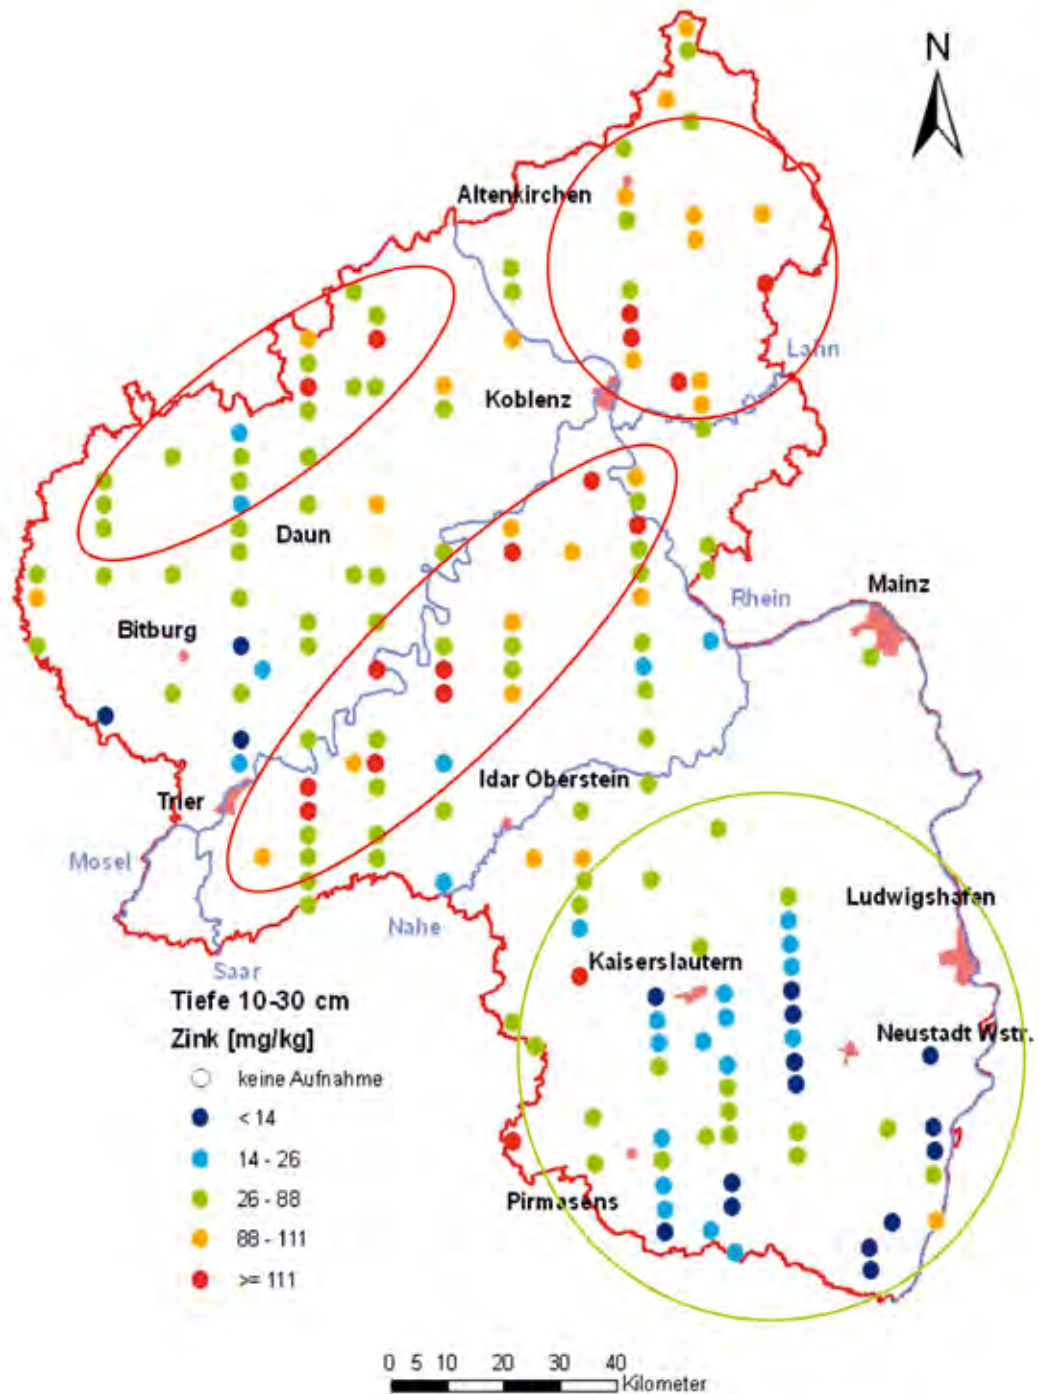 N
Altenkirchen
Lahn
Koblenz
Daun
Rhein
Mainz
Bitburg
Idar Oberstein
Trier
Mosel
Ludwigshafen
Nahe
Kaiserslautern
Saar
Tiefe 10-30 cm
Zink [mg/kg]
Neustadt Wstr.
keine Aufnahme
< 14
14 - 26
26 - 88
Pirmasens
88 - 111
>= 111
0 5 10 20 30 40
Kilometer